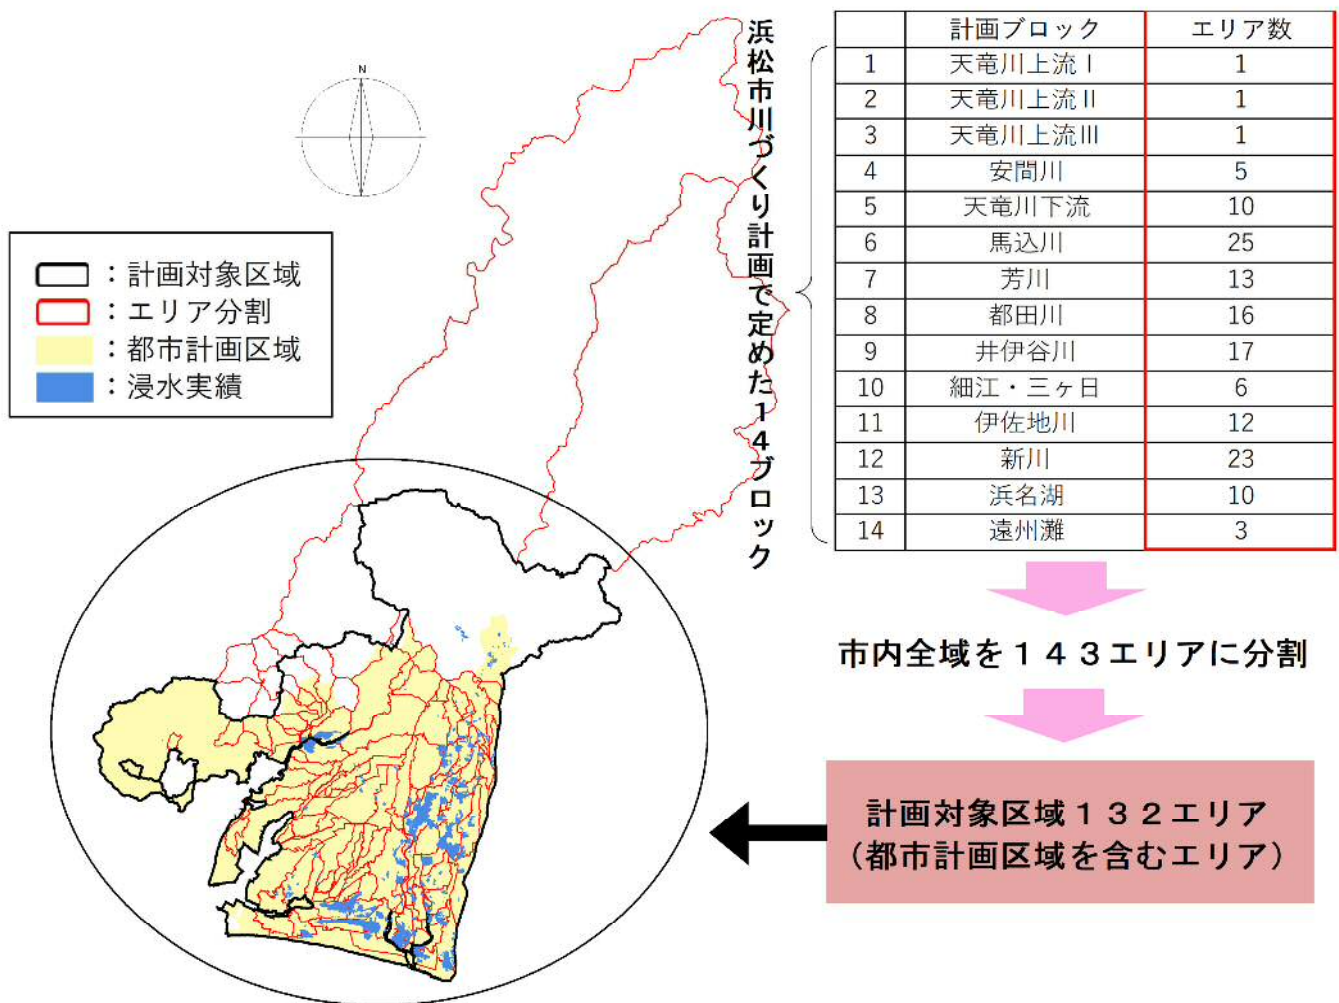 N
：計画対象区域
：エリア分割
：都市計画区域
：浸水実績
浜松市川づくり計画で定めた１４ブロック
計画ブロック エリア数
1 天竜川上流Ⅰ 1
2 天竜川上流Ⅱ 1
3 天竜川上流Ⅲ 1
4 安間川 5
5 天竜川下流 10
6 馬込川 25
7 芳川 13
8 都田川 16
9 井伊谷川 17
10 細江・三ヶ日 6
11 伊佐地川 12
12 新川 23
13 浜名湖 10
14 遠州灘 3
市内全域を１４３エリアに分割
計画対象区域１３２エリア
（都市計画区域を含むエリア）